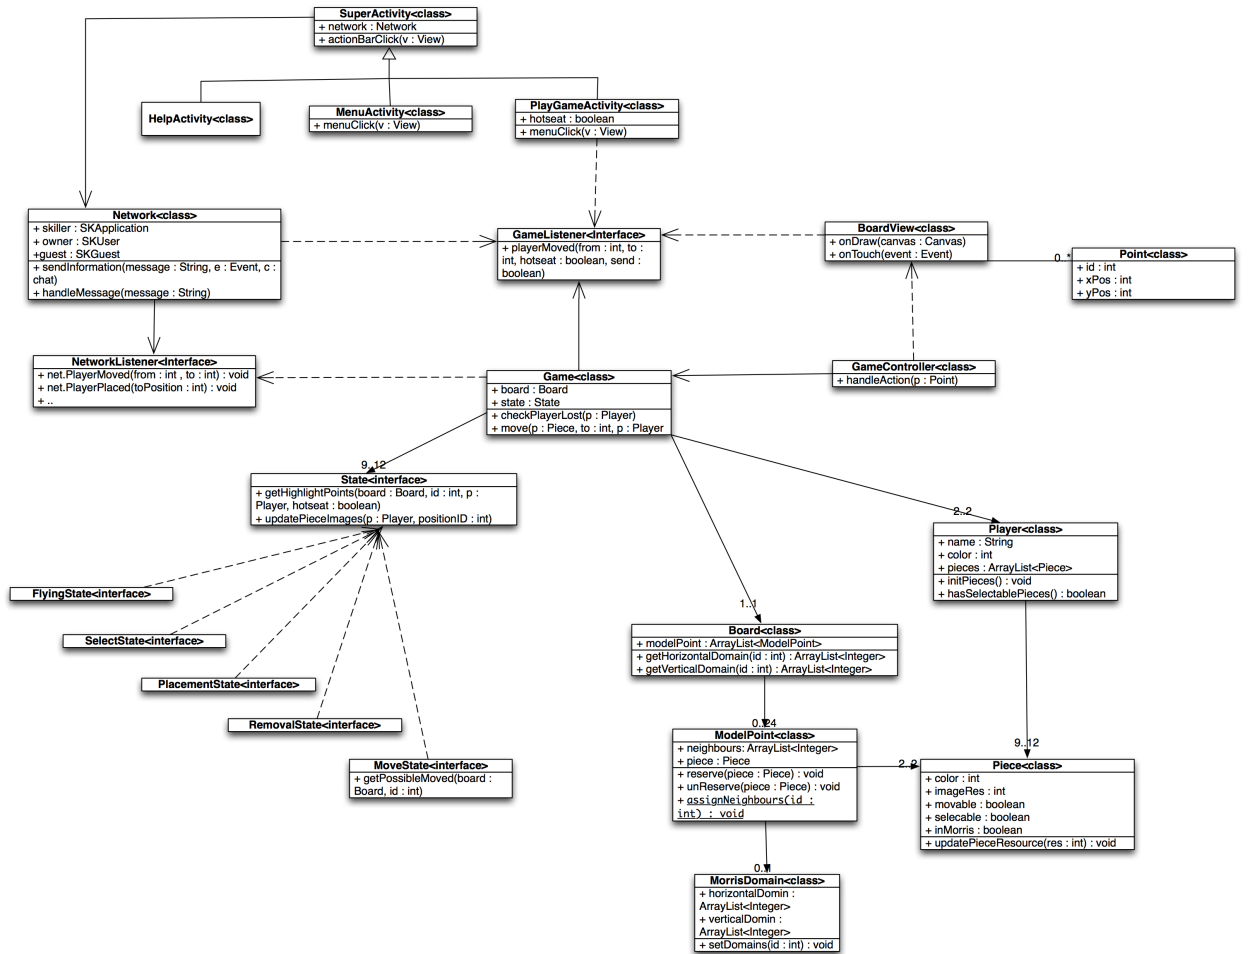 SuperActivity<class>
+ network : Network
+ actionBarClick(v : View)
HelpActivity<class>
MenuActivity<class>
+ menuClick(v : View)
PlayGameActivity<class>
+ hotseat : boolean
+ menuClick(v : View)
Network<class>
+ skiller : SKApplication
+ owner : SKUser
+guest : SKGuest
+ sendInformation(message : String, e : Event, c :
chat)
+ handleMessage(message : String)
GameListener<Interface>
+ playerMoved(from : int, to :
int, hotseat : boolean, send :
boolean)
BoardView<class>
+ onDraw(canvas : Canvas)
+ onTouch(event : Event)
0..*
Point<class>
+ id : int
+ xPos : int
+ yPos : int
NetworkListener<Interface>
+ net.PlayerMoved(from : int , to : int) : void
+ net.PlayerPlaced(toPosition : int) : void
+ ..
Game<class>
+ board : Board
+ state : State
+ checkPlayerLost(p : Player)
+ move(p : Piece, to : int, p : Player
GameController<class>
+ handleAction(p : Point)
9..12
State<interface>
+ getHighlightPoints(board : Board, id : int, p :
Player, hotseat : boolean)
+ updatePieceImages(p : Player, positionID : int)
2..2
Player<class>
+ name : String
+ color : int
+ pieces : ArrayList<Piece>
+ initPieces() : void
+ hasSelectablePieces() : boolean
FlyingState<interface>
SelectState<interface>
PlacementState<interface>
RemovalState<interface>
MoveState<interface>
+ getPossibleMoved(board :
Board, id : int)
1..1
Board<class>
+ modelPoint : ArrayList<ModelPoint>
+ getHorizontalDomain(id : int) : ArrayList<Integer>
+ getVerticalDomain(id : int) : ArrayList<Integer>
0..24
ModelPoint<class>
+ neighbours: ArrayList<Integer>
+ piece : Piece
+ reserve(piece : Piece) : void
+ unReserve(piece : Piece) : void
+ assignNeighbours(id :
int) : void
2..2
9..12
Piece<class>
+ color : int
+ imageRes : int
+ movable : boolean
+ selecable : boolean
+ inMorris : boolean
+ updatePieceResource(res : int) : void
0..1
MorrisDomain<class>
+ horizontalDomin :
ArrayList<Integer>
+ verticalDomin :
ArrayList<Integer>
+ setDomains(id : int) : void